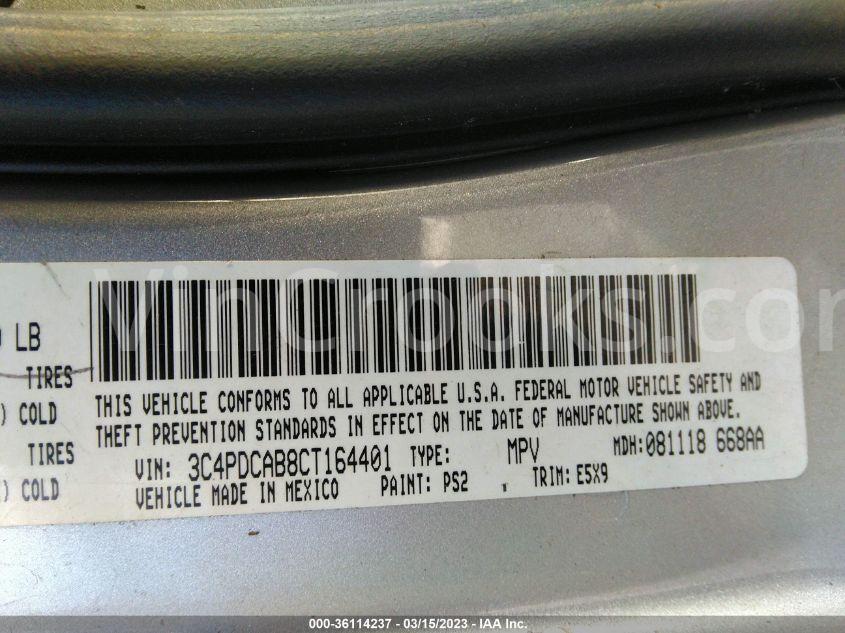 VinCrooks.com
LB
TIRES
) COLD
TIRES
) COLD
THIS VEHICLE CONFORMS TO ALL APPLICABLE U.S.A. FEDERAL MOTOR VEHICLE SAFETY AND
THEFT PREVENTION STANDARDS IN EFFECT ON THE DATE OF MANUFACTURE SHOWN ABOVE.
VIN: 3C4PDCAB8CT164401 TYPE: MPV MDH:081118 668AA
VEHICLE MADE IN MEXICO PAINT: PS2 TRIM: E5X9
000-36114237 - 03/15/2023 - IAA Inc.